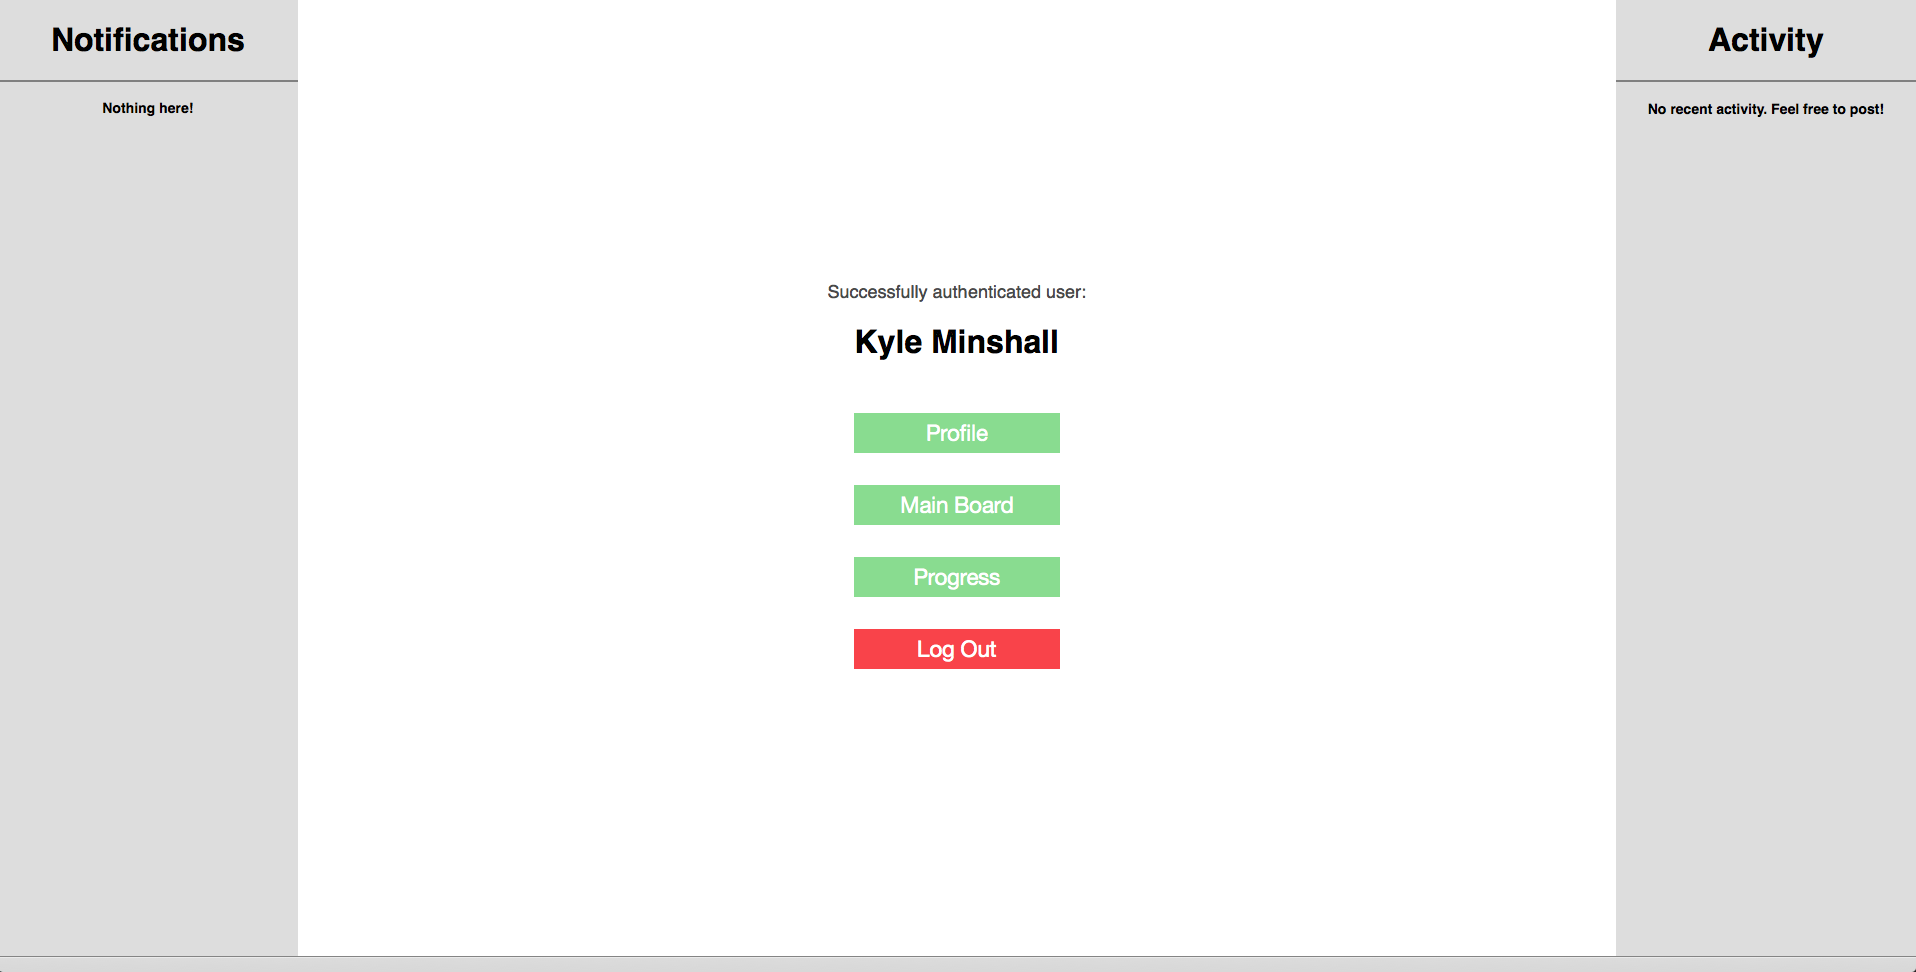 Notifications
Nothing here!
Successfully authenticated user:
Kyle Minshall
Profile
Main Board
Progress
Log Out
Activity
No recent activity. Feel free to post!